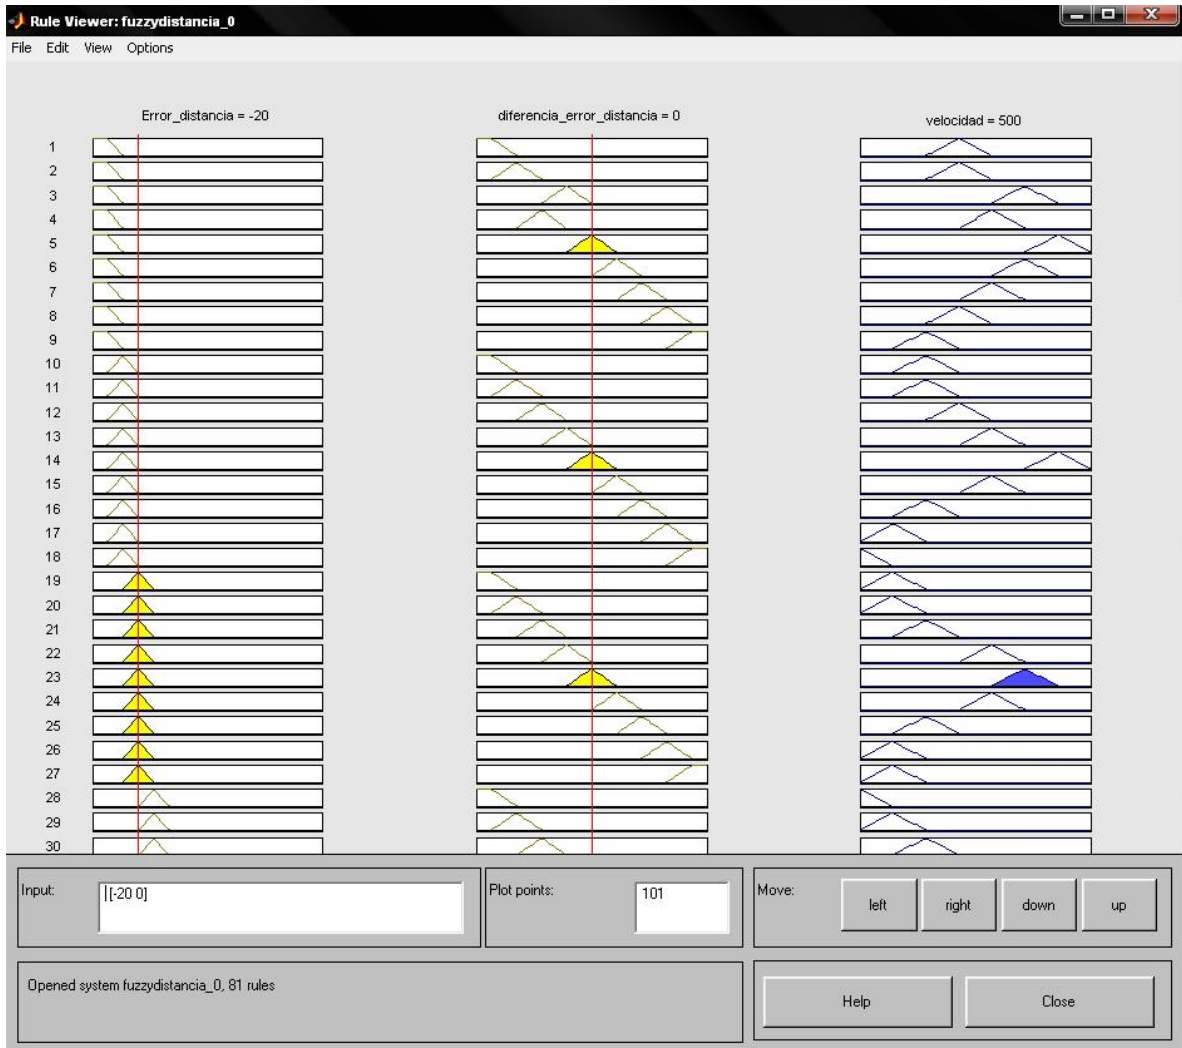 Rule Viewer: fuzzydistancia_0
File Edit View Options
Error_distancia = -20
diferencia_error_distancia = 0
velocidad = 500
1
2
3
4
5
6
7
8
9
10
11
12
13
14
15
16
17
18
19
20
21
22
23
24
25
26
27
28
29
30
Input:
[-20 0]
Plot points:
101
Move:
left
right
down
up
Opened system fuzzydistancia_0, 81 rules
Help
Close